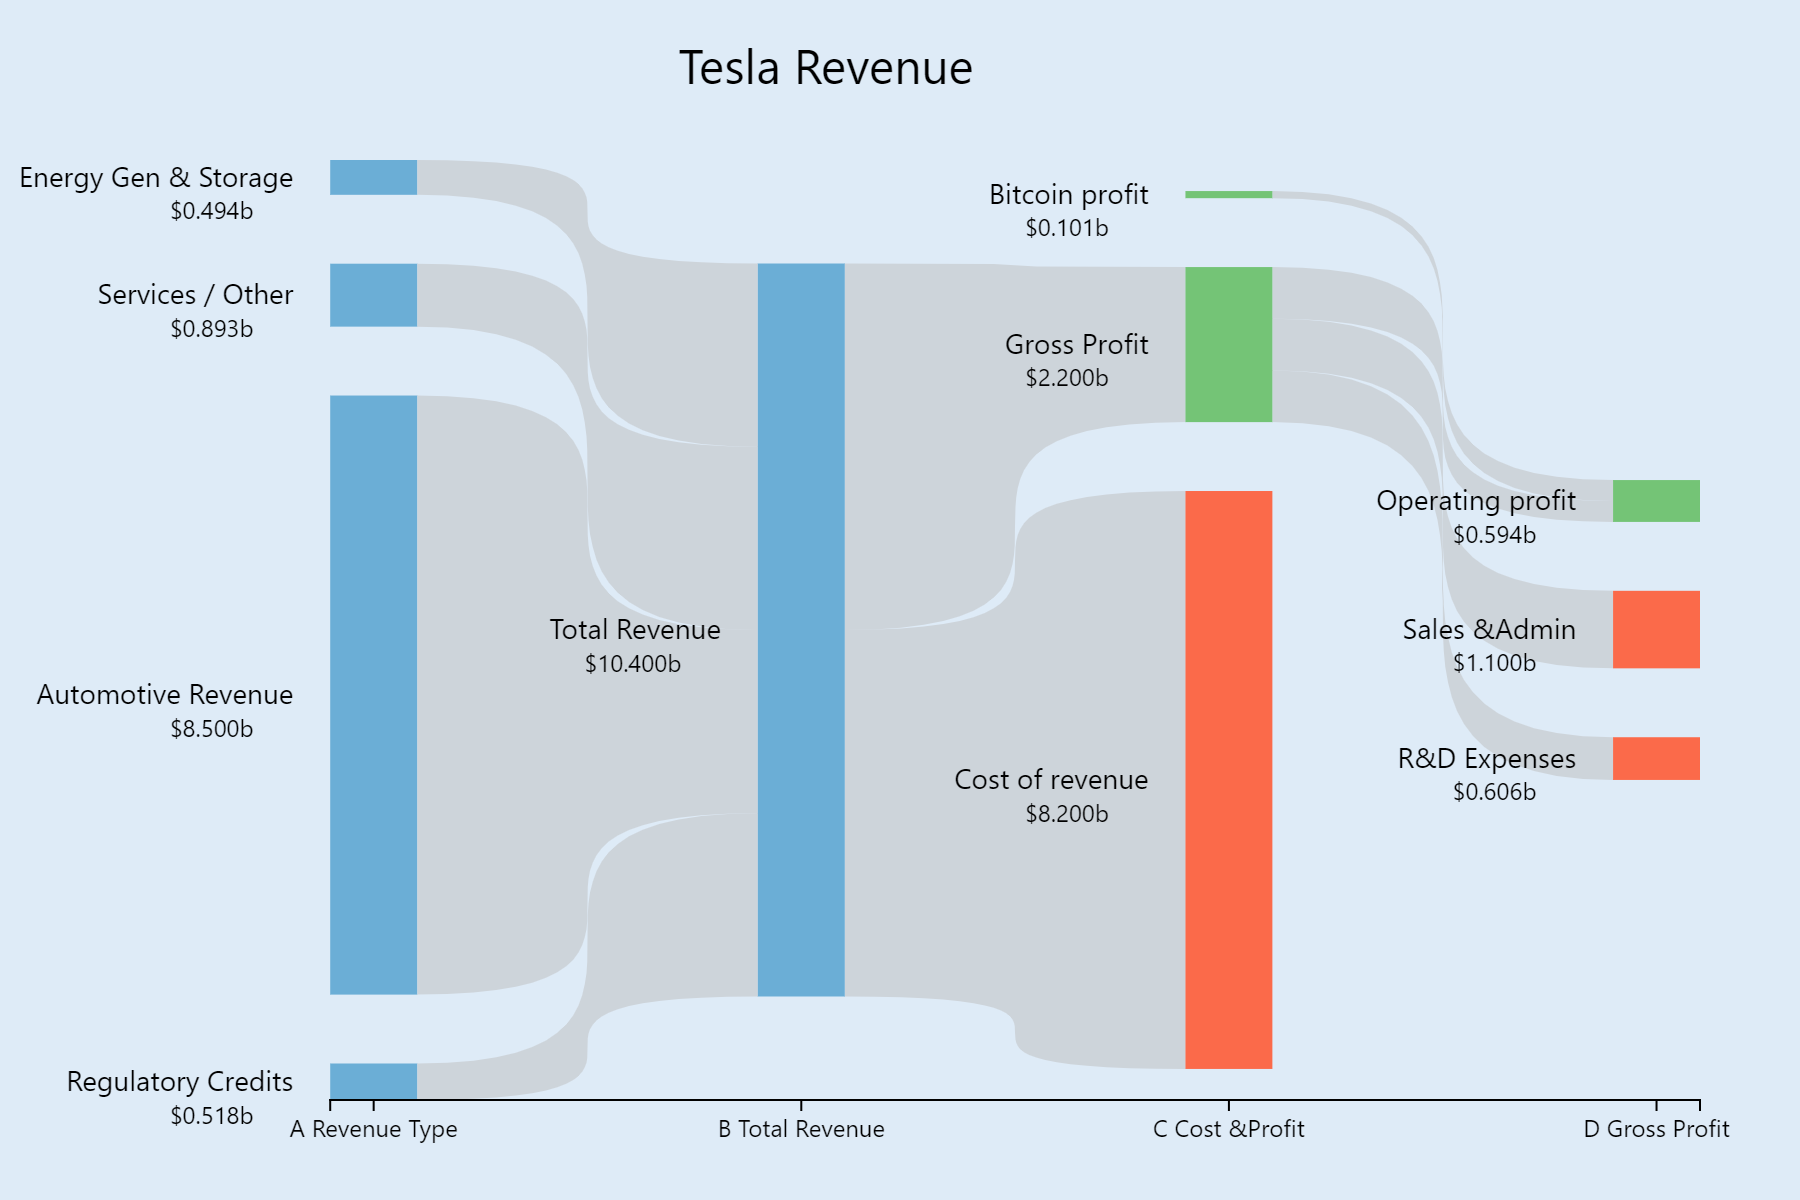 Tesla Revenue
Energy Gen & Storage
$0.494b
Services / Other
$0.893b
Automotive Revenue
$8.500b
Regulatory Credits
$0.518b
Total Revenue
$10.400b
Bitcoin profit
$0.101b
Gross Profit
$2.200b
Cost of revenue
$8.200b
Operating profit
$0.594b
Sales &Admin
$1.100b
R&D Expenses
$0.606b
A Revenue Type
B Total Revenue
C Cost &Profit
D Gross Profit